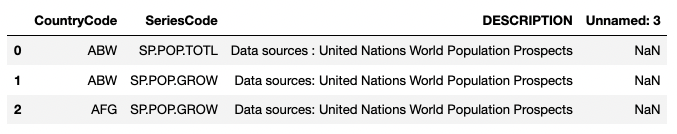 CountryCode SeriesCode DESCRIPTION Unnamed: 3
0 ABW SP.POP.TOTL Data sources : United Nations World Population Prospects NaN
1 ABW SP.POP.GROW Data sources: United Nations World Population Prospects NaN
2 AFG SP.POP.GROW Data sources: United Nations World Population Prospects NaN